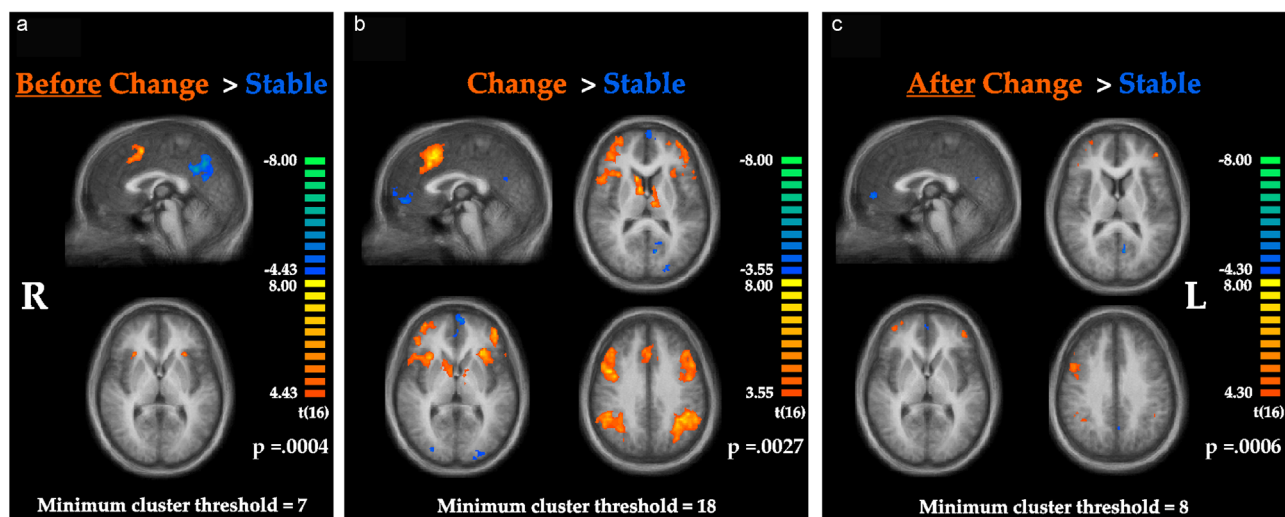 a
Before Change > Stable
-8.00
-4.43
8.00
4.43
t(16)
R
p =.0004
Minimum cluster threshold = 7
b
Change > Stable
-8.00
-3.55
8.00
3.55
t(16)
p =.0027
Minimum cluster threshold = 18
c
After Change > Stable
-8.00
-4.30
8.00
4.30
t(16)
L
p =.0006
Minimum cluster threshold = 8